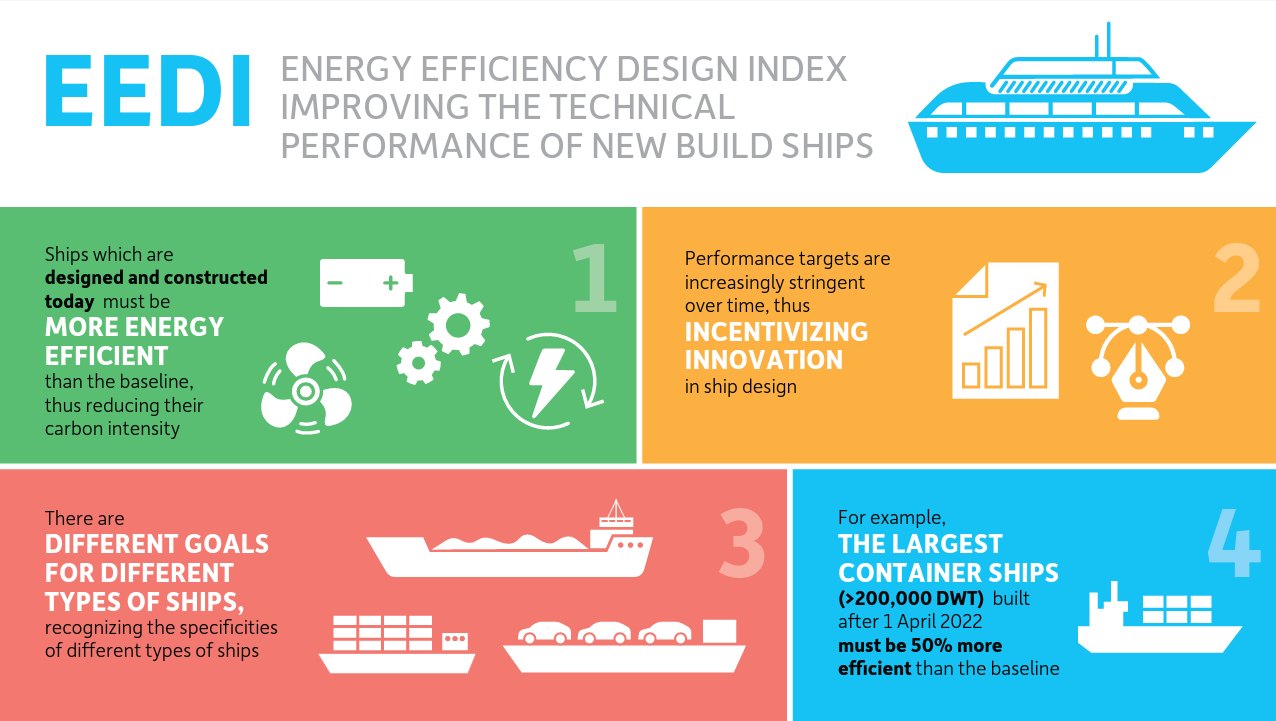 EEDI
ENERGY EFFICIENCY DESIGN INDEX
IMPROVING THE TECHNICAL
PERFORMANCE OF NEW BUILD SHIPS
1
Ships which are
designed and constructed
today must be
MORE ENERGY
EFFICIENT
than the baseline,
thus reducing their
carbon intensity
2
Performance targets are
increasingly stringent
over time, thus
INCENTIVIZING
INNOVATION
in ship design
3
There are
DIFFERENT GOALS
FOR DIFFERENT
TYPES OF SHIPS,
recognizing the specificities
of different types of ships
4
For example,
THE LARGEST
CONTAINER SHIPS
(>200,000 DWT) built
after 1 April 2022
must be 50% more
efficient than the baseline